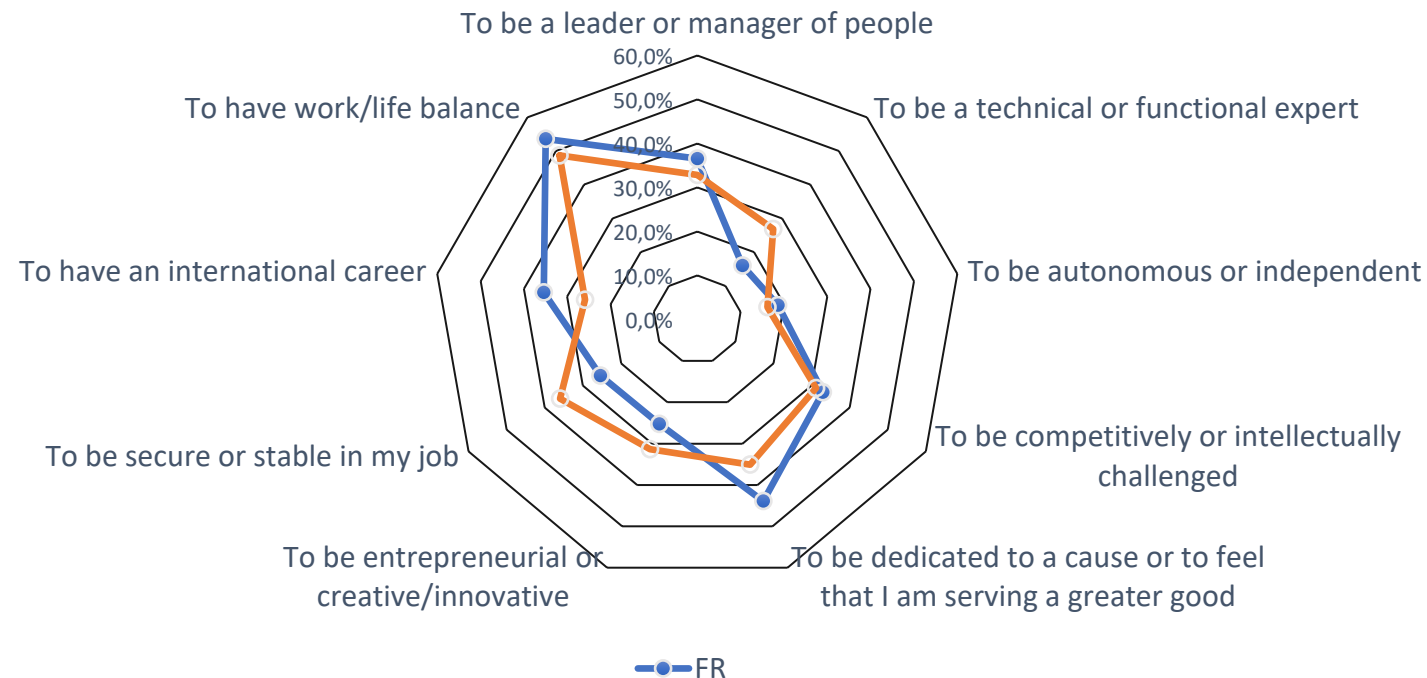 To be a leader or manager of people
60,0%
50,0%
40,0%
30,0%
20,0%
10,0%
0,0%
To be a technical or functional expert
To be autonomous or independent
To be competitively or intellectually
challenged
To be dedicated to a cause or to feel
that I am serving a greater good
To be entrepreneurial or
creative/innovative
To be secure or stable in my job
To have an international career
To have work/life balance
FR